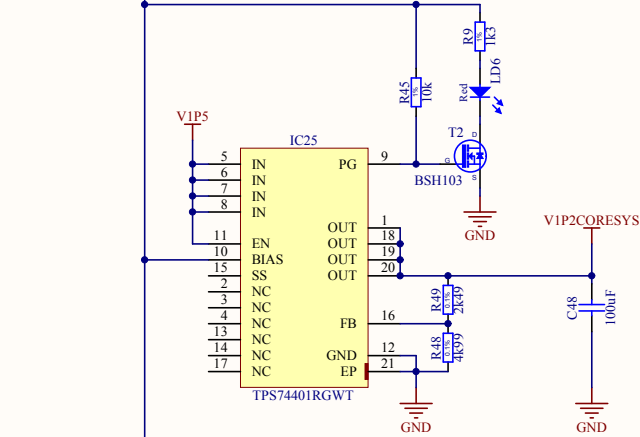 R9
1%
1k3
LD6
Red
R45
1%
10k
T2
D
G
S
BSH103
GND
V1P5
IC25
5 IN
6 IN
7 IN
8 IN
11 EN
10 BIAS
15 SS
2 NC
3 NC
4 NC
13 NC
14 NC
17 NC
PG 9
OUT 1
OUT 18
OUT 19
OUT 20
FB 16
GND 12
EP 21
TPS74401RGWT
R49
0.1%
2k49
R48
0.1%
4k99
GND
V1P2CORESYS
C48
100uF
GND